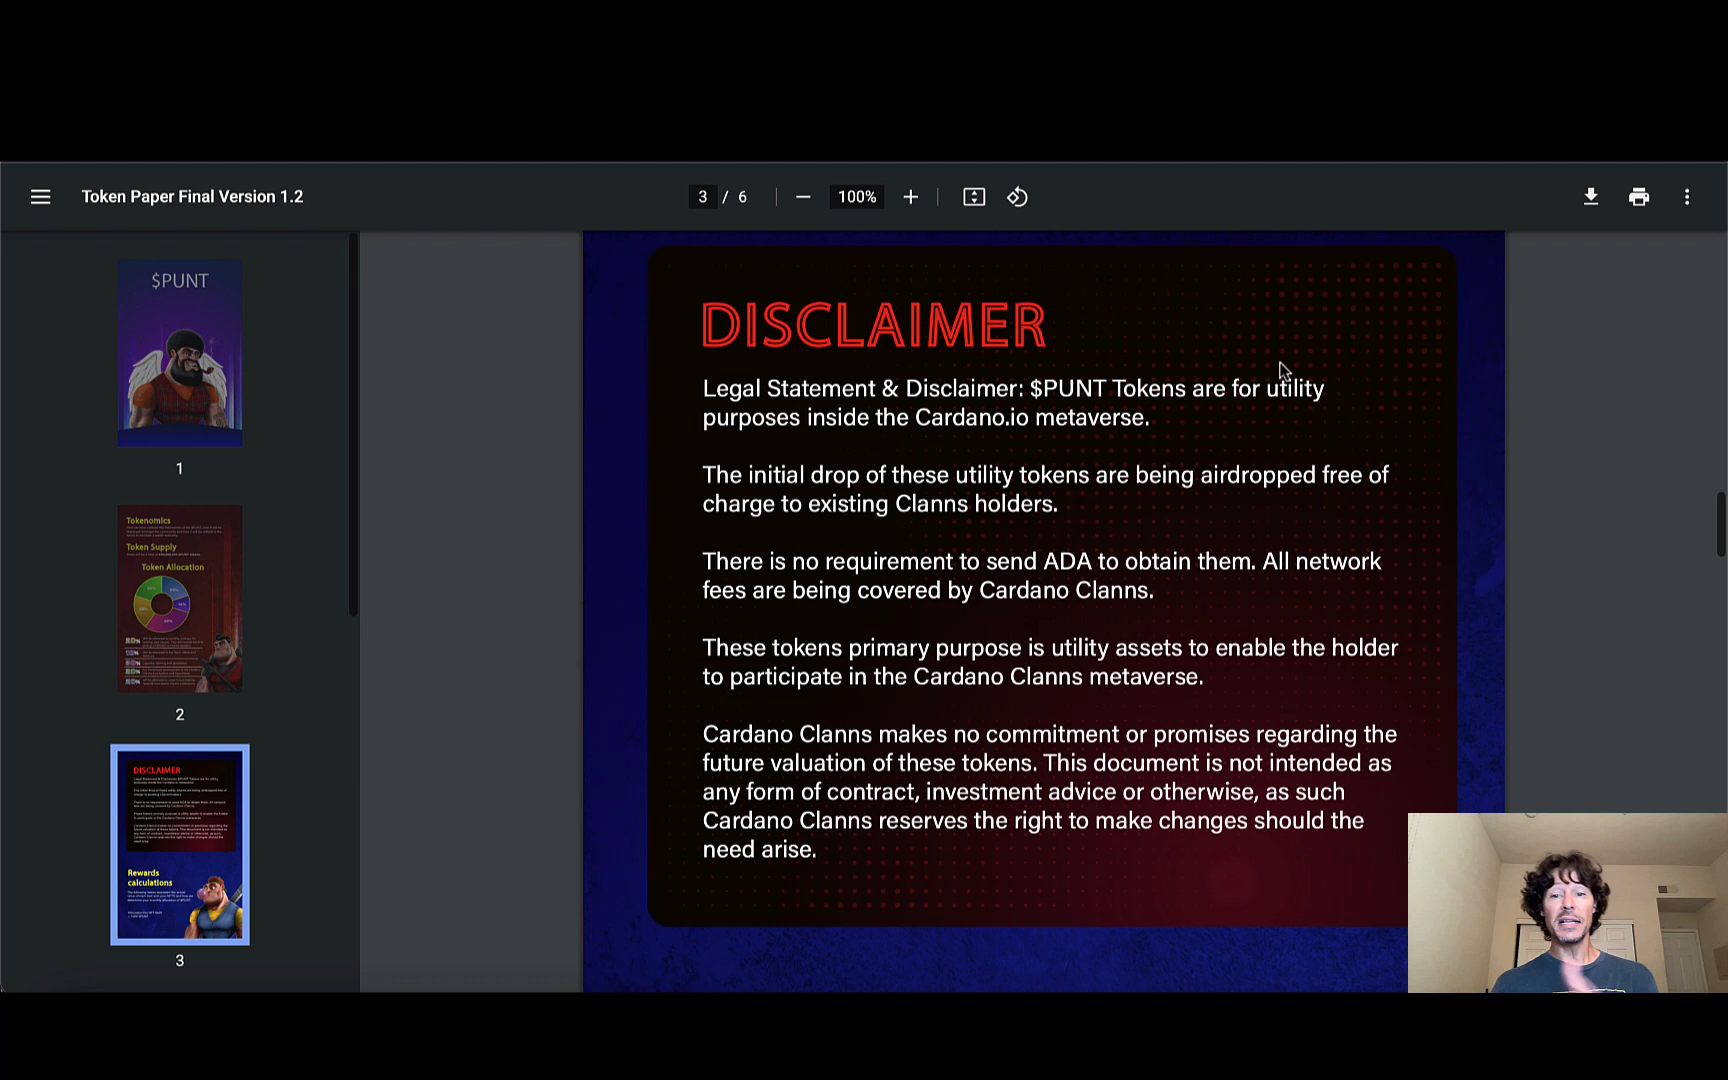 Token Paper Final Version 1.2
3 / 6
100%
$PUNT
1
Tokenomics
Token Supply
Token Allocation
2
DISCLAIMER
Rewards
calculations
3
DISCLAIMER
Legal Statement & Disclaimer: $PUNT Tokens are for utility
purposes inside the Cardano.io metaverse.
The initial drop of these utility tokens are being airdropped free of
charge to existing Clanns holders.
There is no requirement to send ADA to obtain them. All network
fees are being covered by Cardano Clanns.
These tokens primary purpose is utility assets to enable the holder
to participate in the Cardano Clanns metaverse.
Cardano Clanns makes no commitment or promises regarding the
future valuation of these tokens. This document is not intended as
any form of contract, investment advice or otherwise, as such
Cardano Clanns reserves the right to make changes should the
need arise.